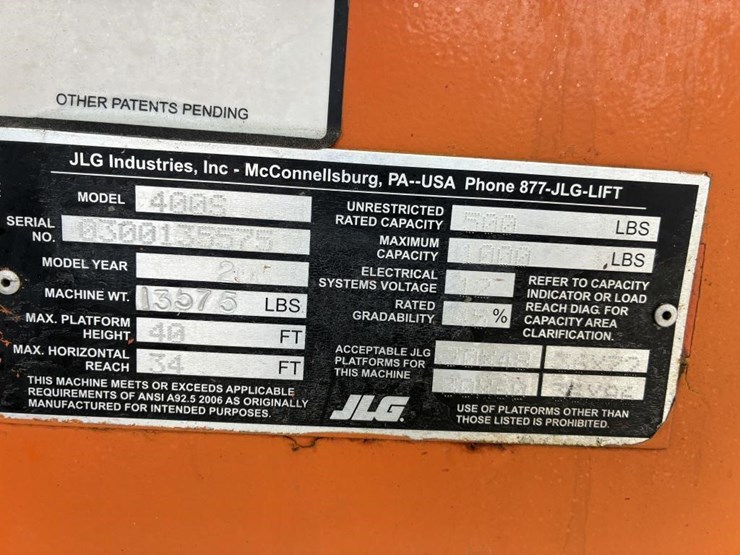 OTHER PATENTS PENDING
JLG Industries, Inc - McConnellsburg, PA--USA Phone 877-JLG-LIFT
MODEL 400S
SERIAL NO. 0300135575
MODEL YEAR
MACHINE WT. 13575 LBS
MAX. PLATFORM HEIGHT 40 FT
MAX. HORIZONTAL REACH 34 FT
THIS MACHINE MEETS OR EXCEEDS APPLICABLE
REQUIREMENTS OF ANSI A92.5 2006 AS ORIGINALLY
MANUFACTURED FOR INTENDED PURPOSES.
UNRESTRICTED
RATED CAPACITY 500 LBS
MAXIMUM
CAPACITY 1000 LBS
ELECTRICAL
SYSTEMS VOLTAGE 12
RATED
GRADABILITY %
REFER TO CAPACITY
INDICATOR OR LOAD
REACH DIAG. FOR
CAPACITY AREA
CLARIFICATION.
ACCEPTABLE JLG
PLATFORMS FOR
THIS MACHINE
JLG
USE OF PLATFORMS OTHER THAN
THOSE LISTED IS PROHIBITED.